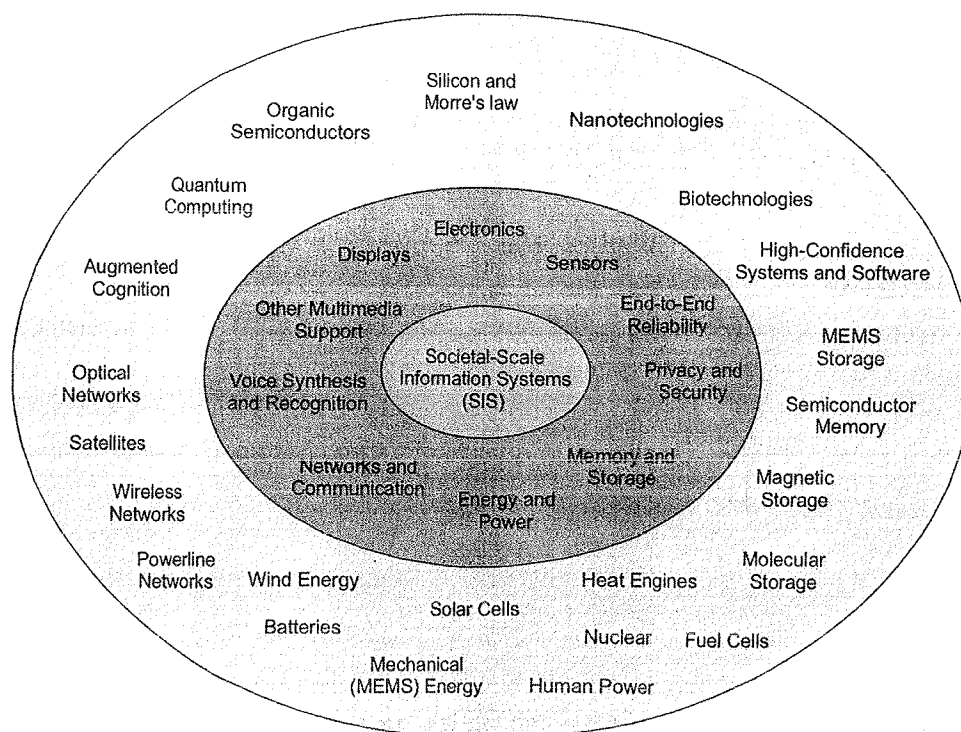 Silicon and
Morre's law
Organic
Semiconductors
Nanotechnologies
Quantum
Computing
Biotechnologies
Electronics
Displays
Sensors
Augmented
Cognition
High-Confidence
Systems and Software
Other Multimedia
Support
End-to-End
Reliability
MEMS
Storage
Societal-Scale
Information Systems
(SIS)
Optical
Networks
Voice Synthesis
and Recognition
Privacy and
Security
Semiconductor
Memory
Satellites
Networks and
Communication
Memory and
Storage
Magnetic
Storage
Wireless
Networks
Energy and
Power
Powerline
Networks
Wind Energy
Heat Engines
Molecular
Storage
Solar Cells
Batteries
Nuclear
Fuel Cells
Mechanical
(MEMS) Energy
Human Power